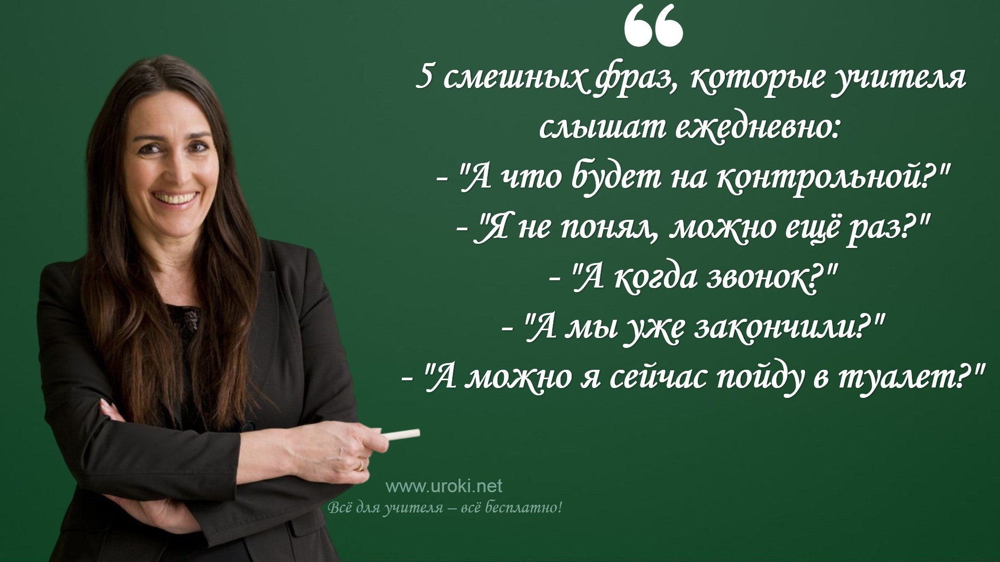 5 смешных фраз, которые учителя
слышат ежедневно:
- "А что будет на контрольной?"
- "Я не понял, можно ещё раз?"
- "А когда звонок?"
- "А мы уже закончили?"
- "А можно я сейчас пойду в туалет?"
www.uroki.net
Всё для учителя – всё бесплатно!